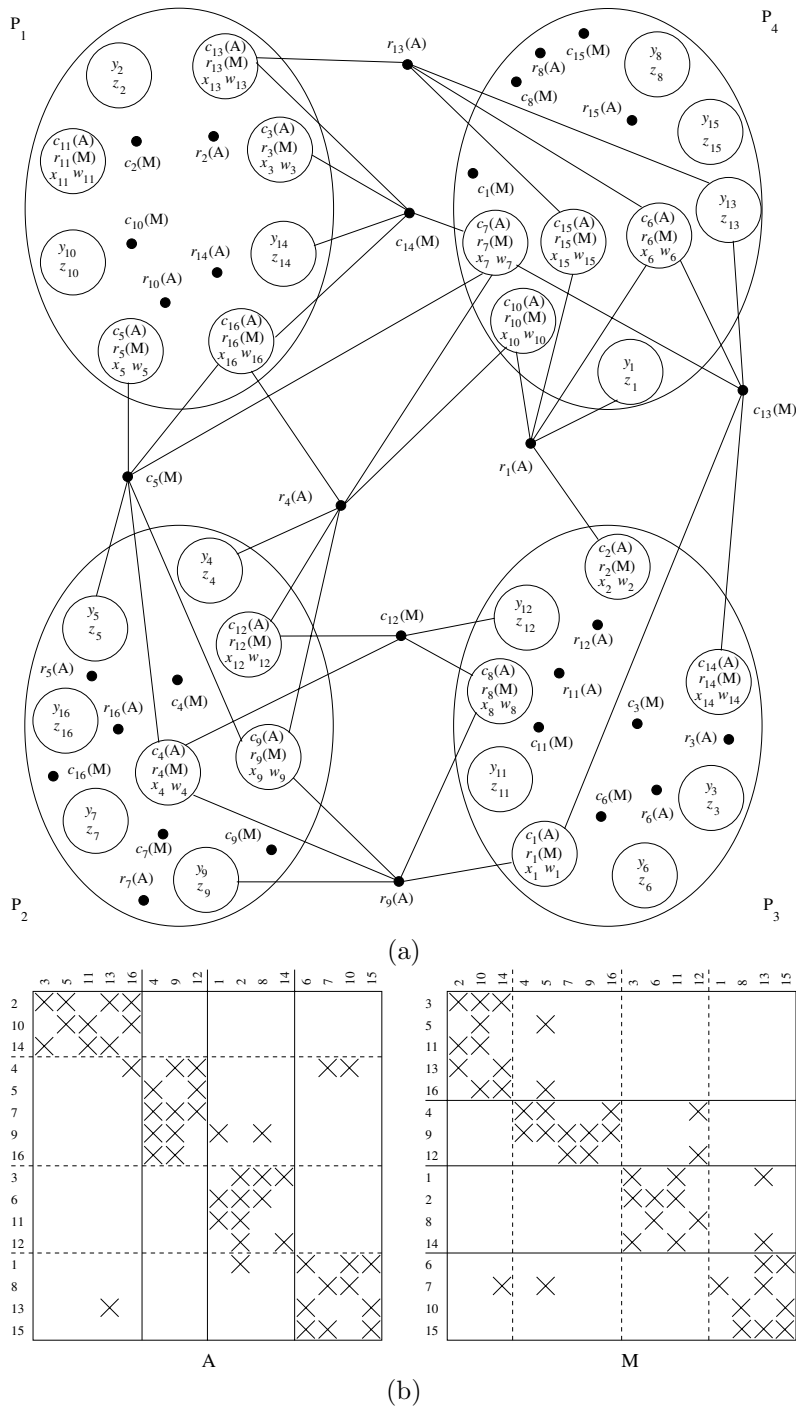 P1
P4
y2
z2
c13(A)
r13(M)
x13 w13
r13(A)
c15(M)
r8(A)
c8(M)
y8
z8
r15(A)
y15
z15
c11(A)
r11(M)
x11 w11
c2(M)
r2(A)
c3(A)
r3(M)
x3 w3
c1(M)
y13
z13
c10(M)
y10
z10
r14(A)
r10(A)
y14
z14
c14(M)
c7(A)
r7(M)
x7 w7
c15(A)
r15(M)
x15 w15
c6(A)
r6(M)
x6 w6
c5(A)
r5(M)
x5 w5
c16(A)
r16(M)
x16 w16
c10(A)
r10(M)
x10 w10
y1
z1
c13(M)
c5(M)
r4(A)
r1(A)
y4
z4
c2(A)
r2(M)
x2 w2
y5
z5
c12(A)
r12(M)
x12 w12
c12(M)
y12
z12
r12(A)
r5(A)
c4(M)
c8(A)
r8(M)
x8 w8
r11(A)
c14(A)
r14(M)
x14 w14
y16
z16
r16(A)
c3(M)
r3(A)
c16(M)
c4(A)
r4(M)
x4 w4
c9(A)
r9(M)
x9 w9
c11(M)
y11
z11
y7
z7
c7(M)
c9(M)
c6(M)
r6(A)
y3
z3
r7(A)
y9
z9
c1(A)
r1(M)
x1 w1
y6
z6
P2
r9(A)
P3
(a)
3 5 11 13 16 4 9 12 1 2 8 14 6 7 10 15
2
10
14
4
5
7
9
16
3
6
11
12
1
8
13
15
A
2 10 14 4 5 7 9 16 3 6 11 12 1 8 13 15
3
5
11
13
16
4
9
12
1
2
8
14
6
7
10
15
M
(b)